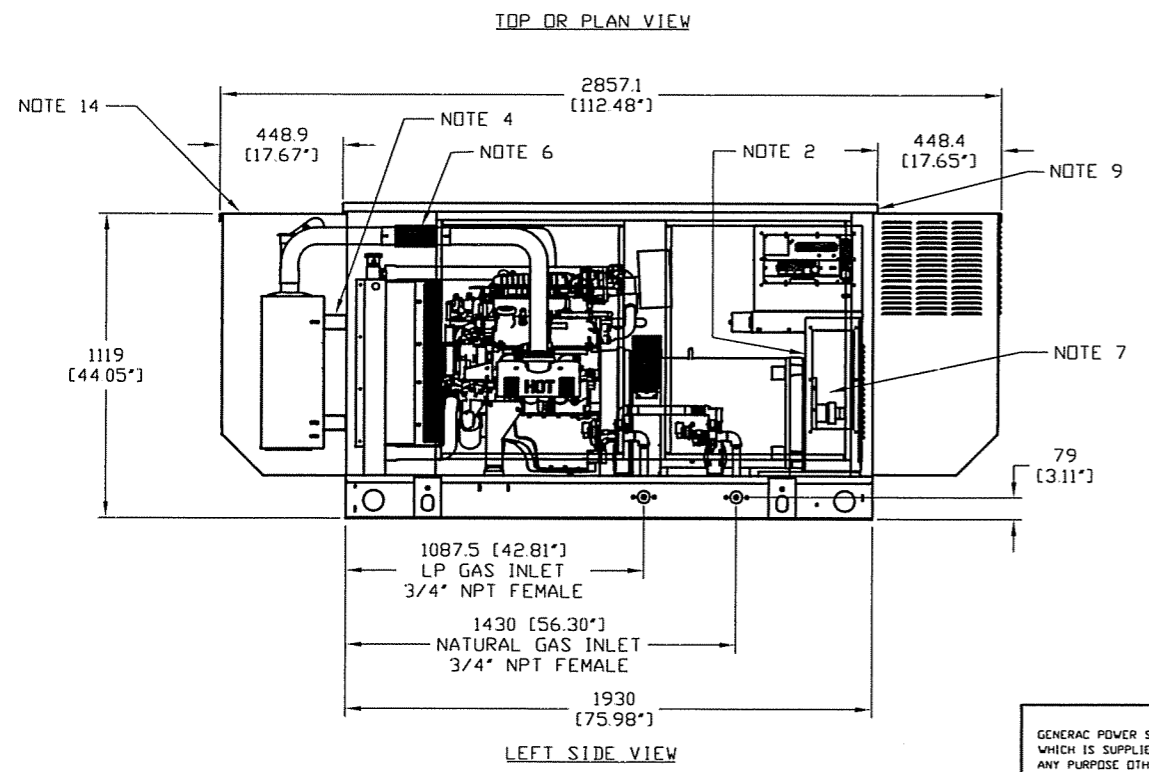 TOP OR PLAN VIEW
2857.1
[112.48"]
NOTE 14
448.9
[17.67"]
NOTE 4
NOTE 6
NOTE 2
448.4
[17.65"]
NOTE 9
1119
[44.05"]
HOT
NOTE 7
79
[3.11"]
1087.5 [42.81"]
LP GAS INLET
3/4" NPT FEMALE
1430 [56.30"]
NATURAL GAS INLET
3/4" NPT FEMALE
1930
[75.98"]
LEFT SIDE VIEW
GENERAC POWER S
WHICH IS SUPPLIE
ANY PURPOSE OTH